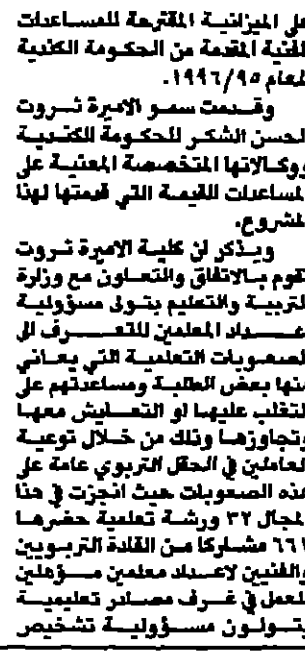 على الميزانية المقترحة للمساعدات
الفنية المقدمة من الحكومة الكندية
لعام ١٩٩٦/٩٥.
وقدمت سمو الاميرة ثروت
الحسن الشكر للحكومة الكندية
ووكالاتها المتخصصة المعنية على
المساعدات القيمة التي قدمتها لهذا
المشروع.
ويذكر ان كلية الاميرة ثروت
تقوم بالاتفاق والتعاون مع وزارة
التربية والتعليم بتولى مسؤولية
اعداد المعلمين للتعرف الى
الصعوبات التعلمية التي يعاني
منها بعض الطلبة ومساعدتهم على
التغلب عليها او التعايش معها
وتجاوزها وذلك من خلال توعية
العاملين في الحقل التربوي عامة على
هذه الصعوبات حيث انجزت في هذا
المجال ٣٢ ورشة تعلمية حضرها
٦٦١ مشاركا من القادة التربويين
والفنيين لاعداد معلمين مؤهلين
للعمل في غرف مصادر تعليمية
يتولون مسؤولية تشخيص